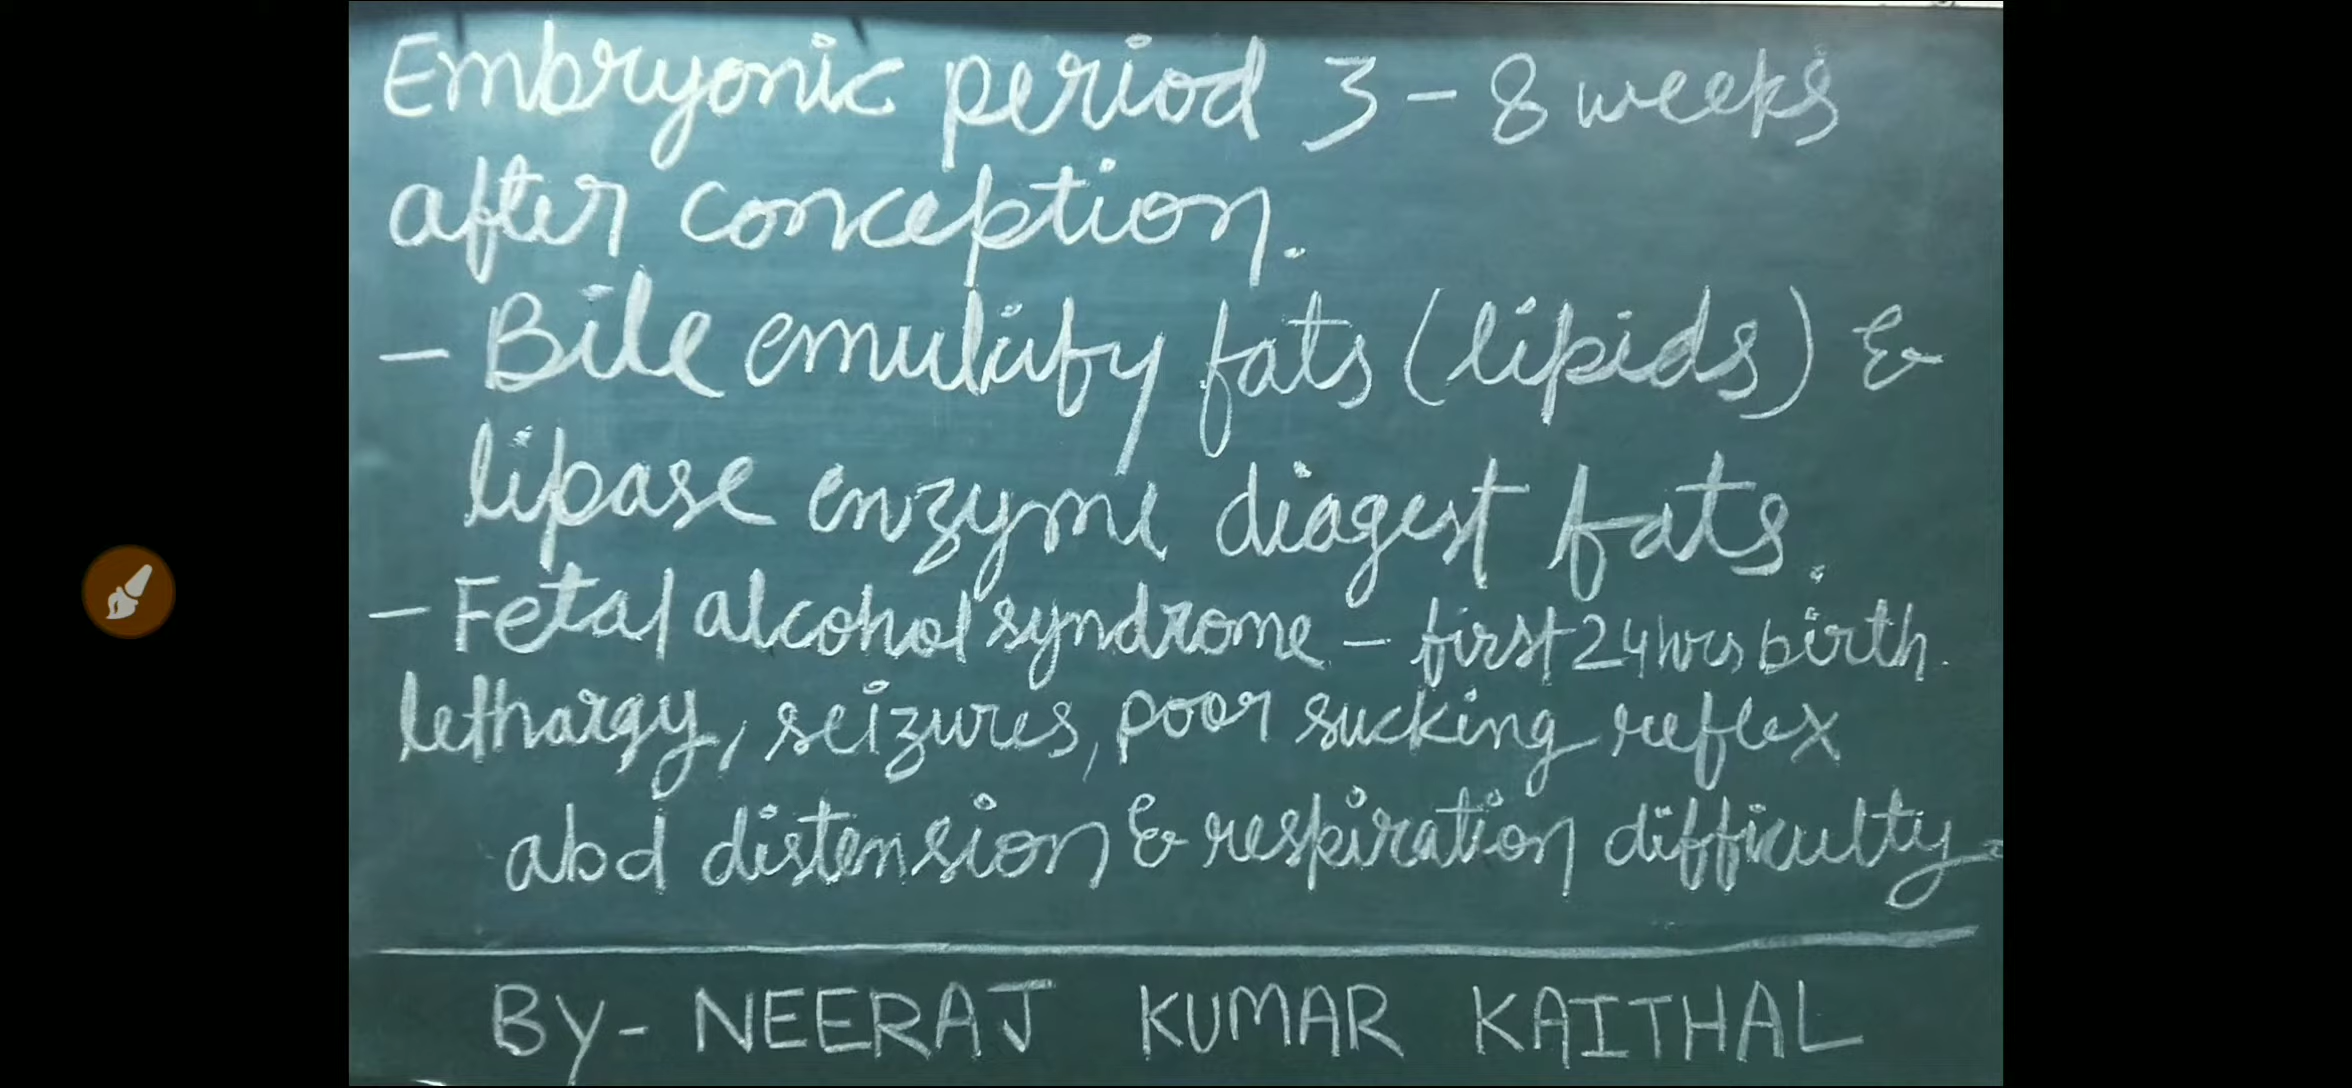 Embryonic period 3 - 8 weeks
after conception.
- Bile emulsify fats (lipids) &
lipase enzyme diagest fats.
- Fetal alcohol syndrome - first 24 hrs birth.
lethargy, seizures, poor sucking reflex
abd distension & respiration difficulty.
BY- NEERAJ KUMAR KAITHAL